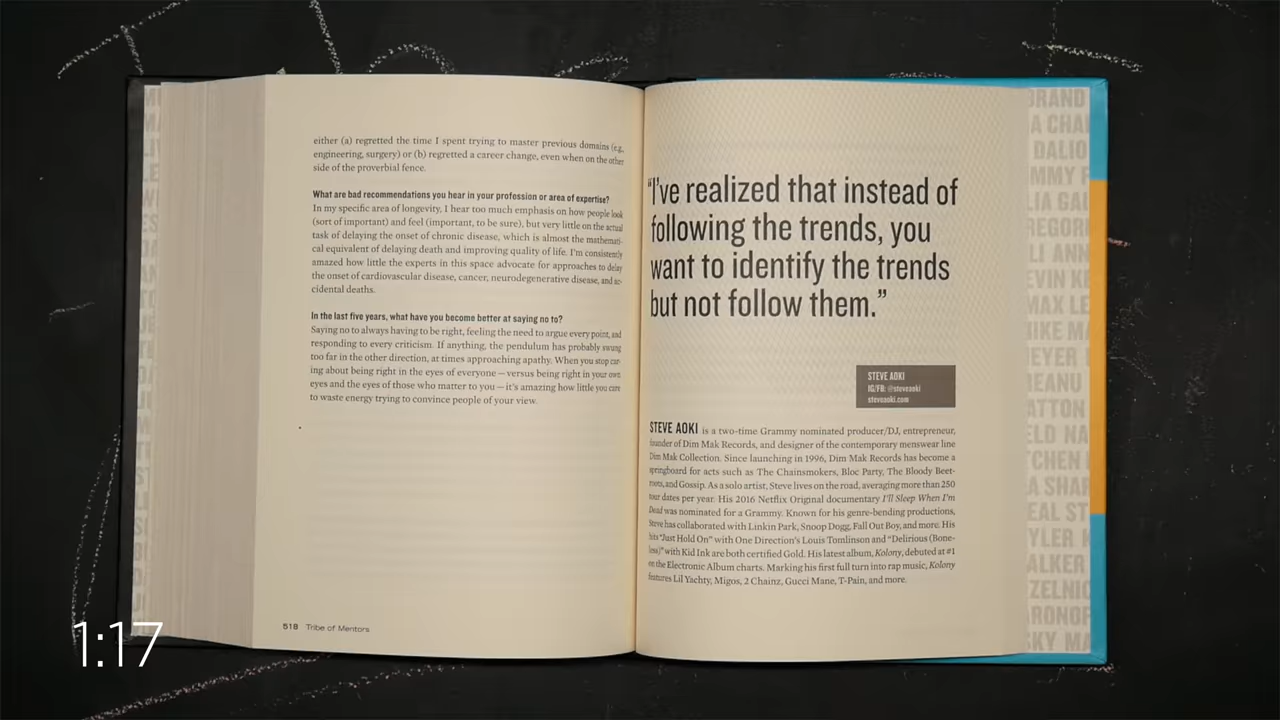 either (a) regretted the time I spent trying to master previous domains (e.g.,
engineering, surgery) or (b) regretted a career change, even when on the other
side of the proverbial fence.
What are bad recommendations you hear in your profession or area of expertise?
In my specific area of longevity, I hear too much emphasis on how people look
(sort of important) and feel (important, to be sure), but very little on the actual
task of delaying the onset of chronic disease, which is almost the mathemati-
cal equivalent of delaying death and improving quality of life. I'm consistently
amazed how little the experts in this space advocate for approaches to delay
the onset of cardiovascular disease, cancer, neurodegenerative disease, and ac-
cidental deaths.
In the last five years, what have you become better at saying no to?
Saying no to always having to be right, feeling the need to argue every point, and
responding to every criticism. If anything, the pendulum has probably swung
too far in the other direction, at times approaching apathy. When you stop car-
ing about being right in the eyes of everyone — versus being right in your own
eyes and the eyes of those who matter to you — it's amazing how little you care
to waste energy trying to convince people of your view.
518 Tribe of Mentors
"I've realized that instead of
following the trends, you
want to identify the trends
but not follow them."
STEVE AOKI
IG/FB: @steveaoki
steveaoki.com
STEVE AOKI is a two-time Grammy nominated producer/DJ, entrepreneur,
founder of Dim Mak Records, and designer of the contemporary menswear line
Dim Mak Collection. Since launching in 1996, Dim Mak Records has become a
springboard for acts such as The Chainsmokers, Bloc Party, The Bloody Beet-
roots, and Gossip. As a solo artist, Steve lives on the road, averaging more than 250
tour dates per year. His 2016 Netflix Original documentary I'll Sleep When I'm
Dead was nominated for a Grammy. Known for his genre-bending productions,
Steve has collaborated with Linkin Park, Snoop Dogg, Fall Out Boy, and more. His
hits "Just Hold On" with One Direction's Louis Tomlinson and "Delirious (Bone-
less)" with Kid Ink are both certified Gold. His latest album, Kolony, debuted at #1
on the Electronic Album charts. Marking his first full turn into rap music, Kolony
features Lil Yachty, Migos, 2 Chainz, Gucci Mane, T-Pain, and more.
1:17